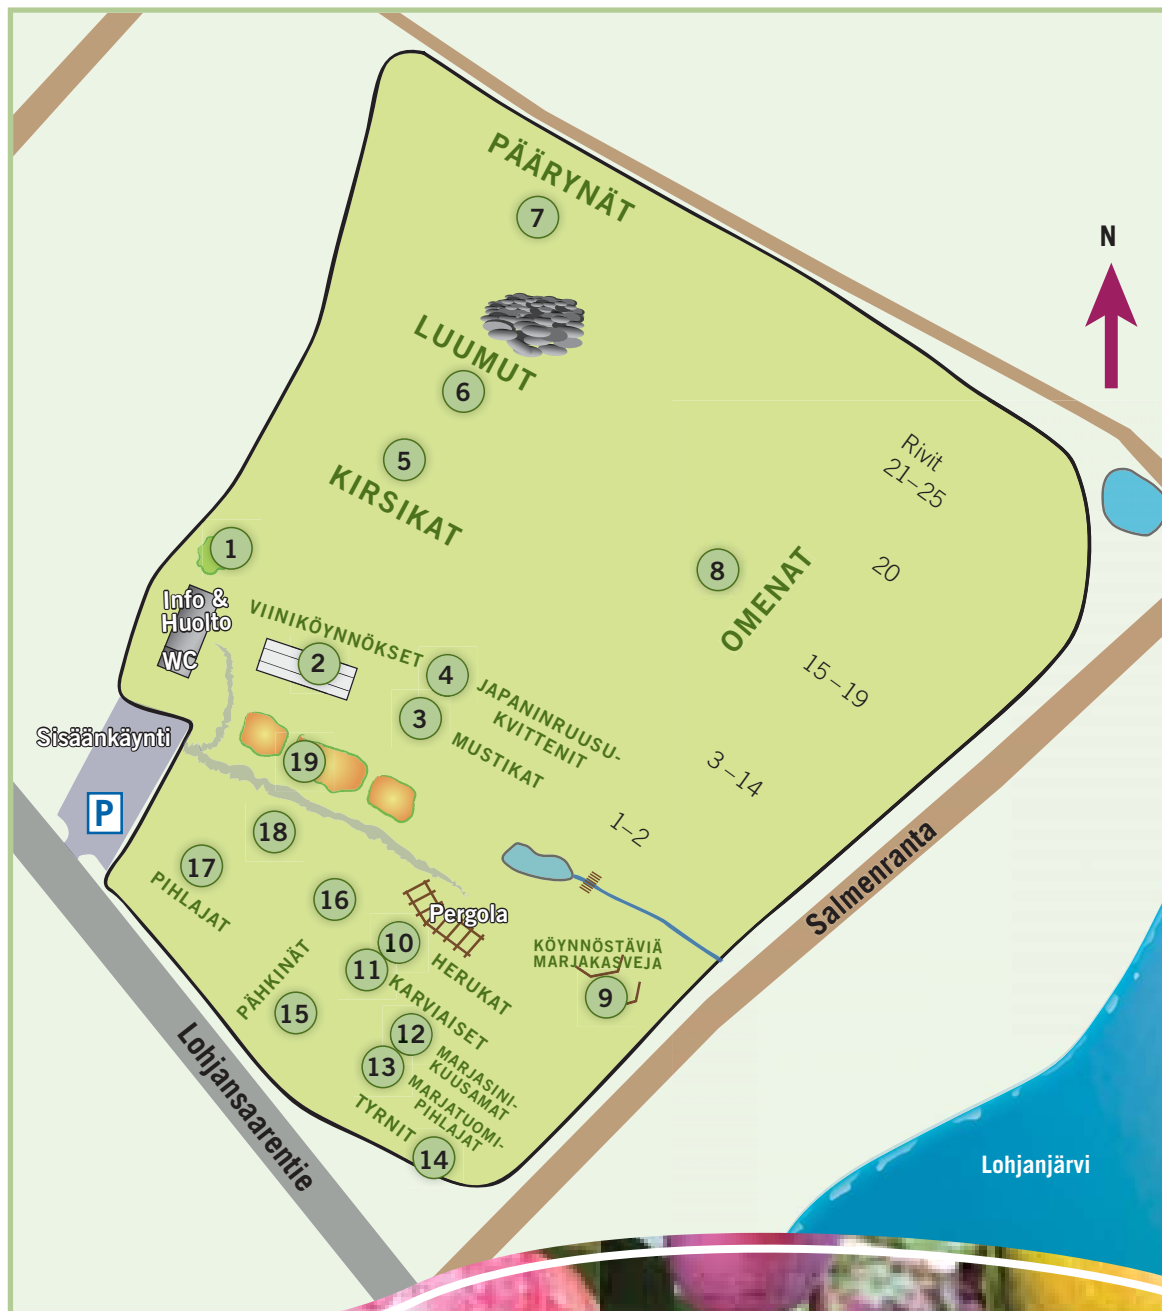 PÄÄRYNÄT
7
N
LUUMUT
6
5
KIRSIKAT
Rivit
21–25
1
8
OMENAT
20
Info &
Huolto
WC
VIINIKÖYNNÖKSET
2
4
JAPANINRUUSU-
KVITTENIT
3
MUSTIKAT
15–19
Sisäänkäynti
19
3–14
P
18
1–2
17
PIHLAJAT
16
Pergola
Salmenranta
10
HERUKAT
KÖYNNÖSTÄVIÄ
MARJAKASVEJA
9
11
KARVIAISET
PÄHKINÄT
15
12
MARJASINI-
KUUSAMAT
13
MARJATUOMI-
PIHLAJAT
TYRNIT
14
Lohjansaarentie
Lohjanjärvi